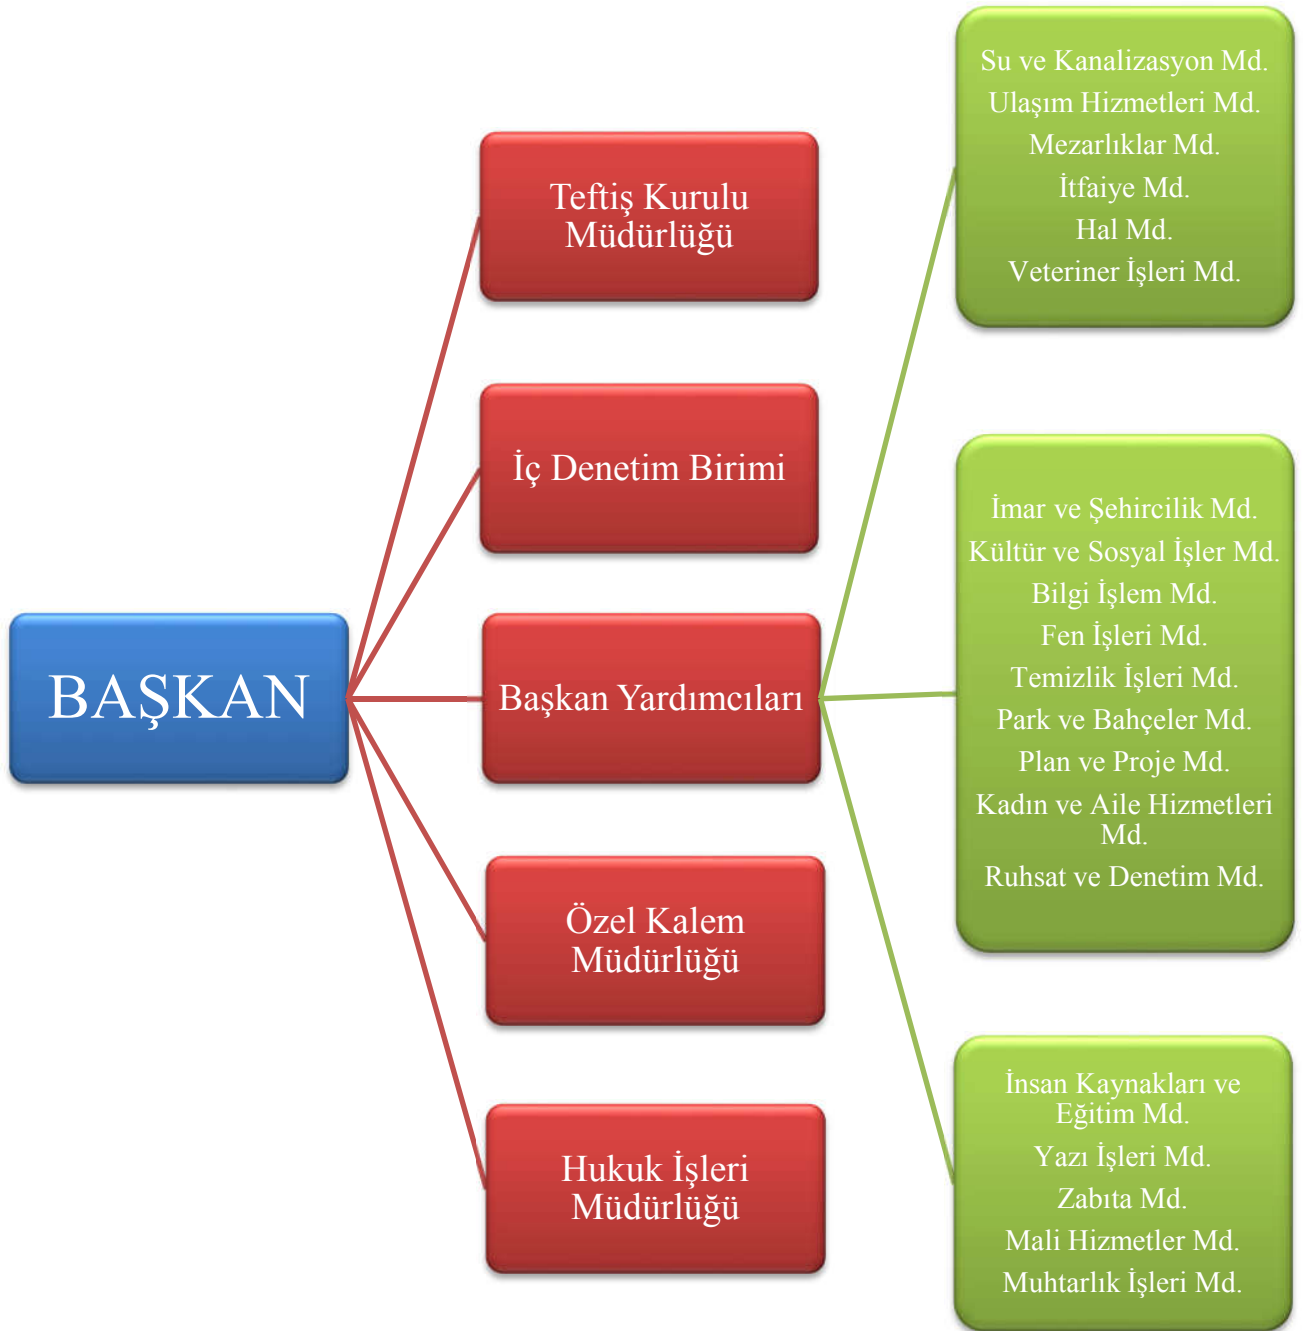 BAŞKAN
Teftiş Kurulu
Müdürlüğü
İç Denetim Birimi
Başkan Yardımcıları
Özel Kalem
Müdürlüğü
Hukuk İşleri
Müdürlüğü
Su ve Kanalizasyon Md.
Ulaşım Hizmetleri Md.
Mezarlıklar Md.
İtfaiye Md.
Hal Md.
Veteriner İşleri Md.
İmar ve Şehircilik Md.
Kültür ve Sosyal İşler Md.
Bilgi İşlem Md.
Fen İşleri Md.
Temizlik İşleri Md.
Park ve Bahçeler Md.
Plan ve Proje Md.
Kadın ve Aile Hizmetleri
Md.
Ruhsat ve Denetim Md.
İnsan Kaynakları ve
Eğitim Md.
Yazı İşleri Md.
Zabıta Md.
Mali Hizmetler Md.
Muhtarlık İşleri Md.